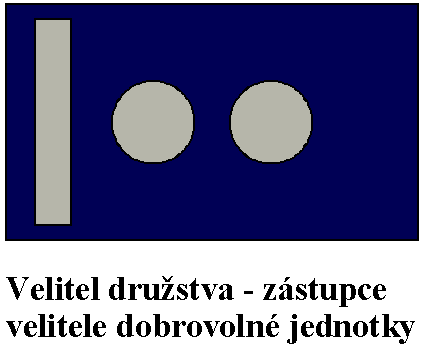 Velitel družstva - zástupce
velitele dobrovolné jednotky